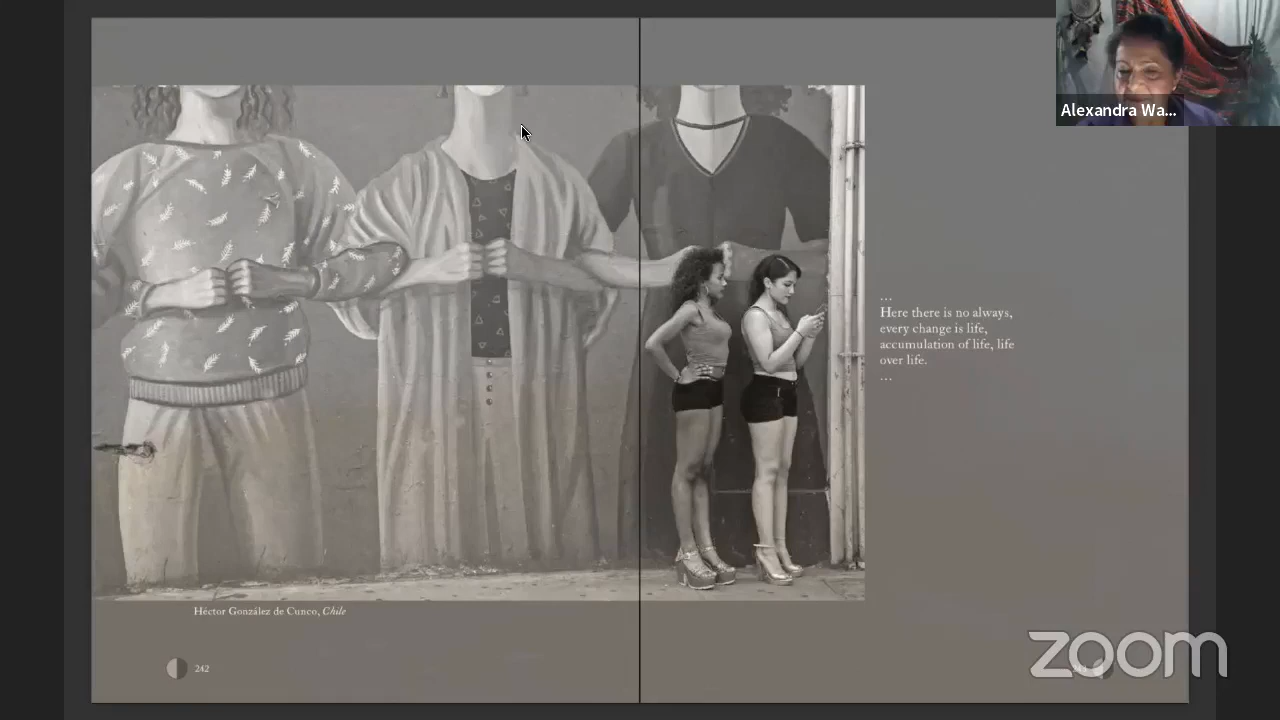 Alexandra Wa...
...
Here there is no always,
every change is life,
accumulation of life, life
over life.
...
Héctor González de Cunco, Chile
242
zoom